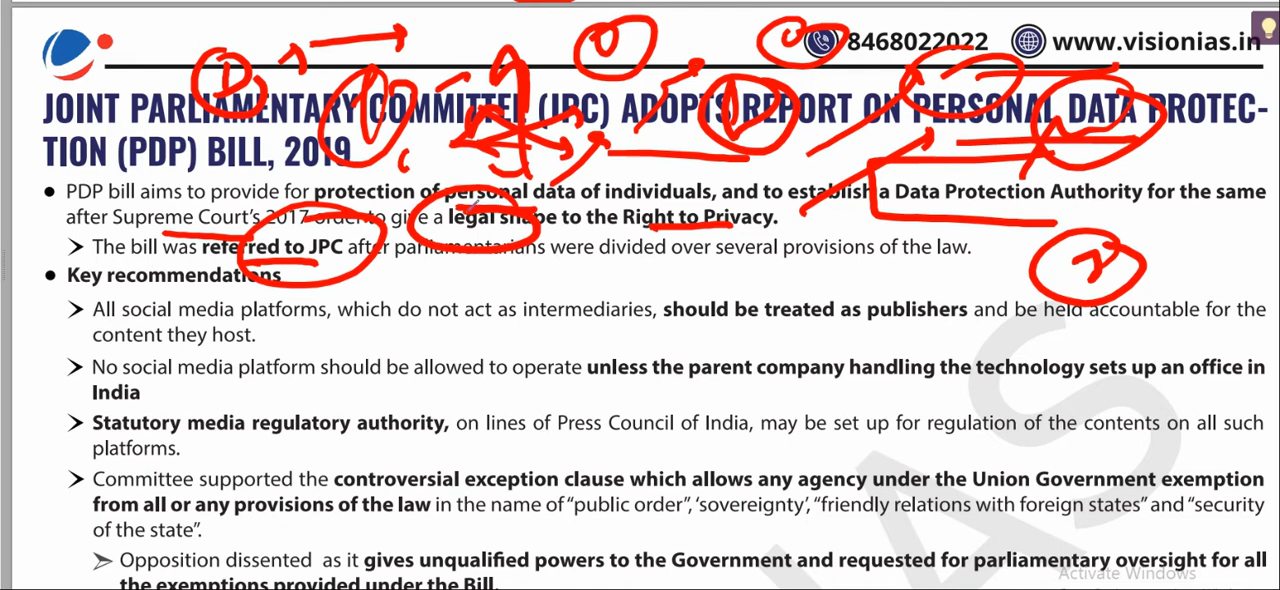 8468022022 www.visionias.in
JOINT PARLIAMENTARY COMMITTEE (JPC) ADOPTS REPORT ON PERSONAL DATA PROTEC-
TION (PDP) BILL, 2019
• PDP bill aims to provide for protection of personal data of individuals, and to establish a Data Protection Authority for the same
after Supreme Court's 2017 order to give a legal shape to the Right to Privacy.
➤ The bill was referred to JPC after parliamentarians were divided over several provisions of the law.
• Key recommendations
➤ All social media platforms, which do not act as intermediaries, should be treated as publishers and be held accountable for the
content they host.
➤ No social media platform should be allowed to operate unless the parent company handling the technology sets up an office in
India
➤ Statutory media regulatory authority, on lines of Press Council of India, may be set up for regulation of the contents on all such
platforms.
➤ Committee supported the controversial exception clause which allows any agency under the Union Government exemption
from all or any provisions of the law in the name of "public order", 'sovereignty', "friendly relations with foreign states" and "security
of the state".
➤ Opposition dissented as it gives unqualified powers to the Government and requested for parliamentary oversight for all
the exemptions provided under the Bill.
Activate Windows